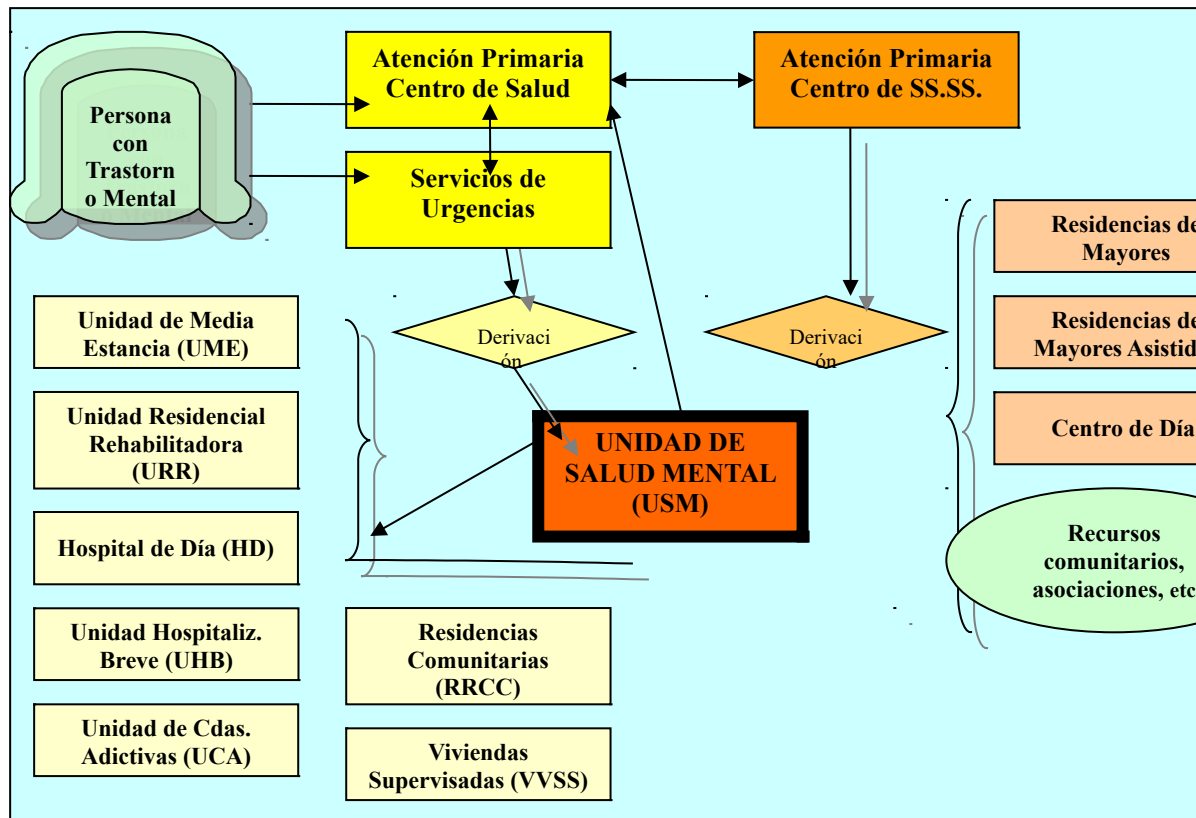 Persona
con
Trastorn
o Mental
Atención Primaria
Centro de Salud
Atención Primaria
Centro de SS.SS.
Servicios de
Urgencias
Derivaci
ón
Derivaci
ón
UNIDAD DE
SALUD MENTAL
(USM)
Unidad de Media
Estancia (UME)
Unidad Residencial
Rehabilitadora
(URR)
Hospital de Día (HD)
Unidad Hospitaliz.
Breve (UHB)
Unidad de Cdas.
Adictivas (UCA)
Residencias
Comunitarias
(RRCC)
Viviendas
Supervisadas (VVSS)
Residencias de
Mayores
Residencias de
Mayores Asistid
Centro de Día
Recursos
comunitarios,
asociaciones, etc